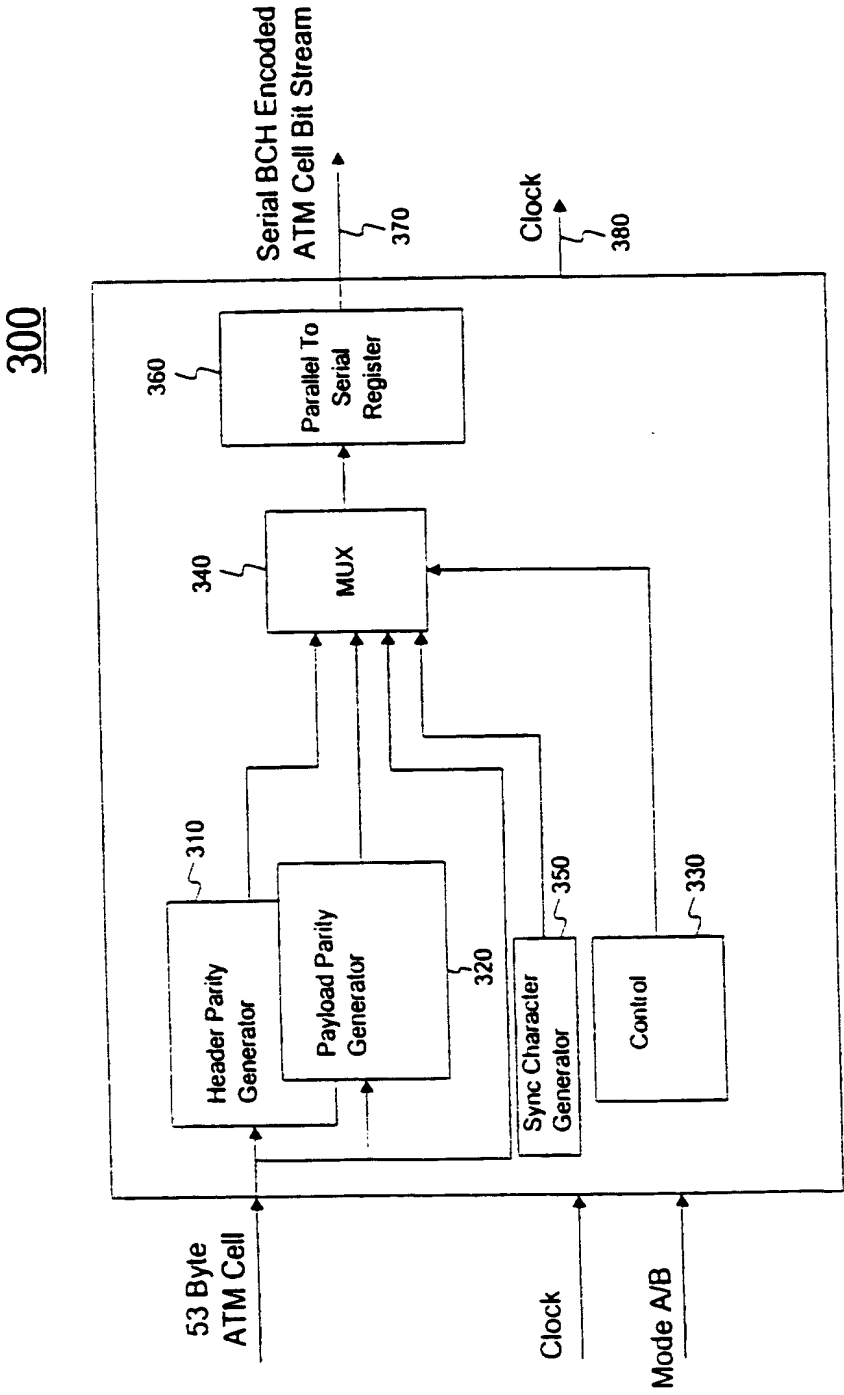 300
53 Byte
ATM Cell
Clock
Mode A/B
Header Parity
Generator
310
Payload Parity
Generator
320
Sync Character
Generator
350
Control
330
MUX
340
Parallel To
Serial
Register
360
Serial BCH Encoded
ATM Cell Bit Stream
370
Clock
380